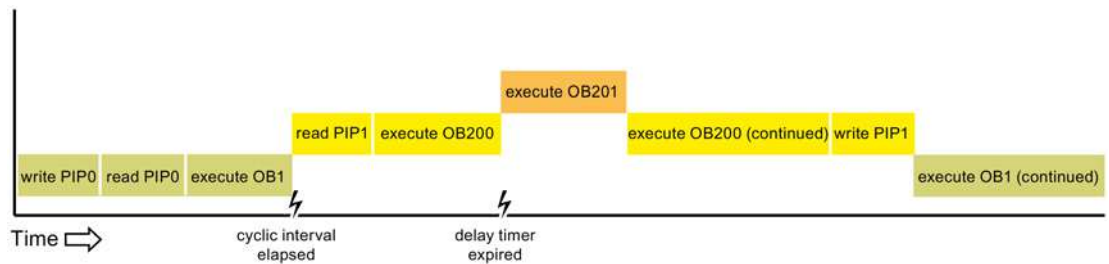 execute OB201
read PIP1
execute OB200
execute OB200 (continued)
write PIP1
write PIP0
read PIP0
execute OB1
execute OB1 (continued)
Time
cyclic interval
elapsed
delay timer
expired